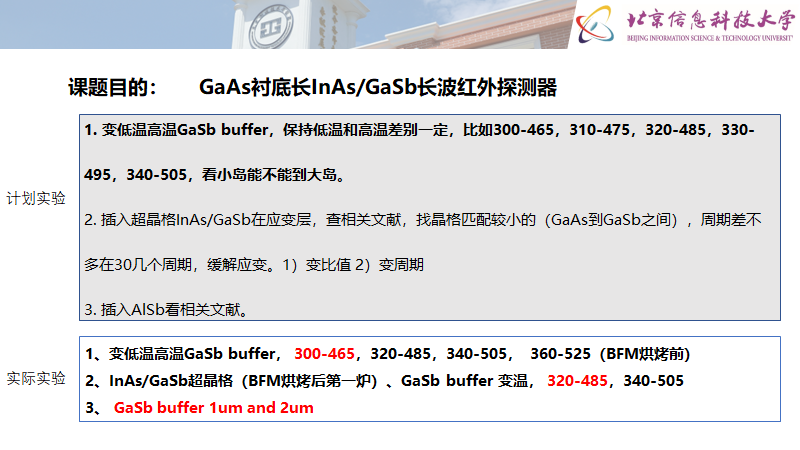 北京信息科技大学
BEIJING INFORMATION SCIENCE & TECHNOLOGY UNIVERSITY
课题目的： GaAs衬底长InAs/GaSb长波红外探测器
计划实验
1. 变低温高温GaSb buffer，保持低温和高温差别一定，比如300-465，310-475，320-485，330-
495，340-505，看小岛能不能到大岛。
2. 插入超晶格InAs/GaSb在应变层，查相关文献，找晶格匹配较小的（GaAs到GaSb之间），周期差不
多在30几个周期，缓解应变。1）变比值 2）变周期
3. 插入AlSb看相关文献。
实际实验
1、变低温高温GaSb buffer， 300-465，320-485，340-505， 360-525（BFM烘烤前）
2、InAs/GaSb超晶格（BFM烘烤后第一炉）、GaSb buffer 变温， 320-485，340-505
3、 GaSb buffer 1um and 2um